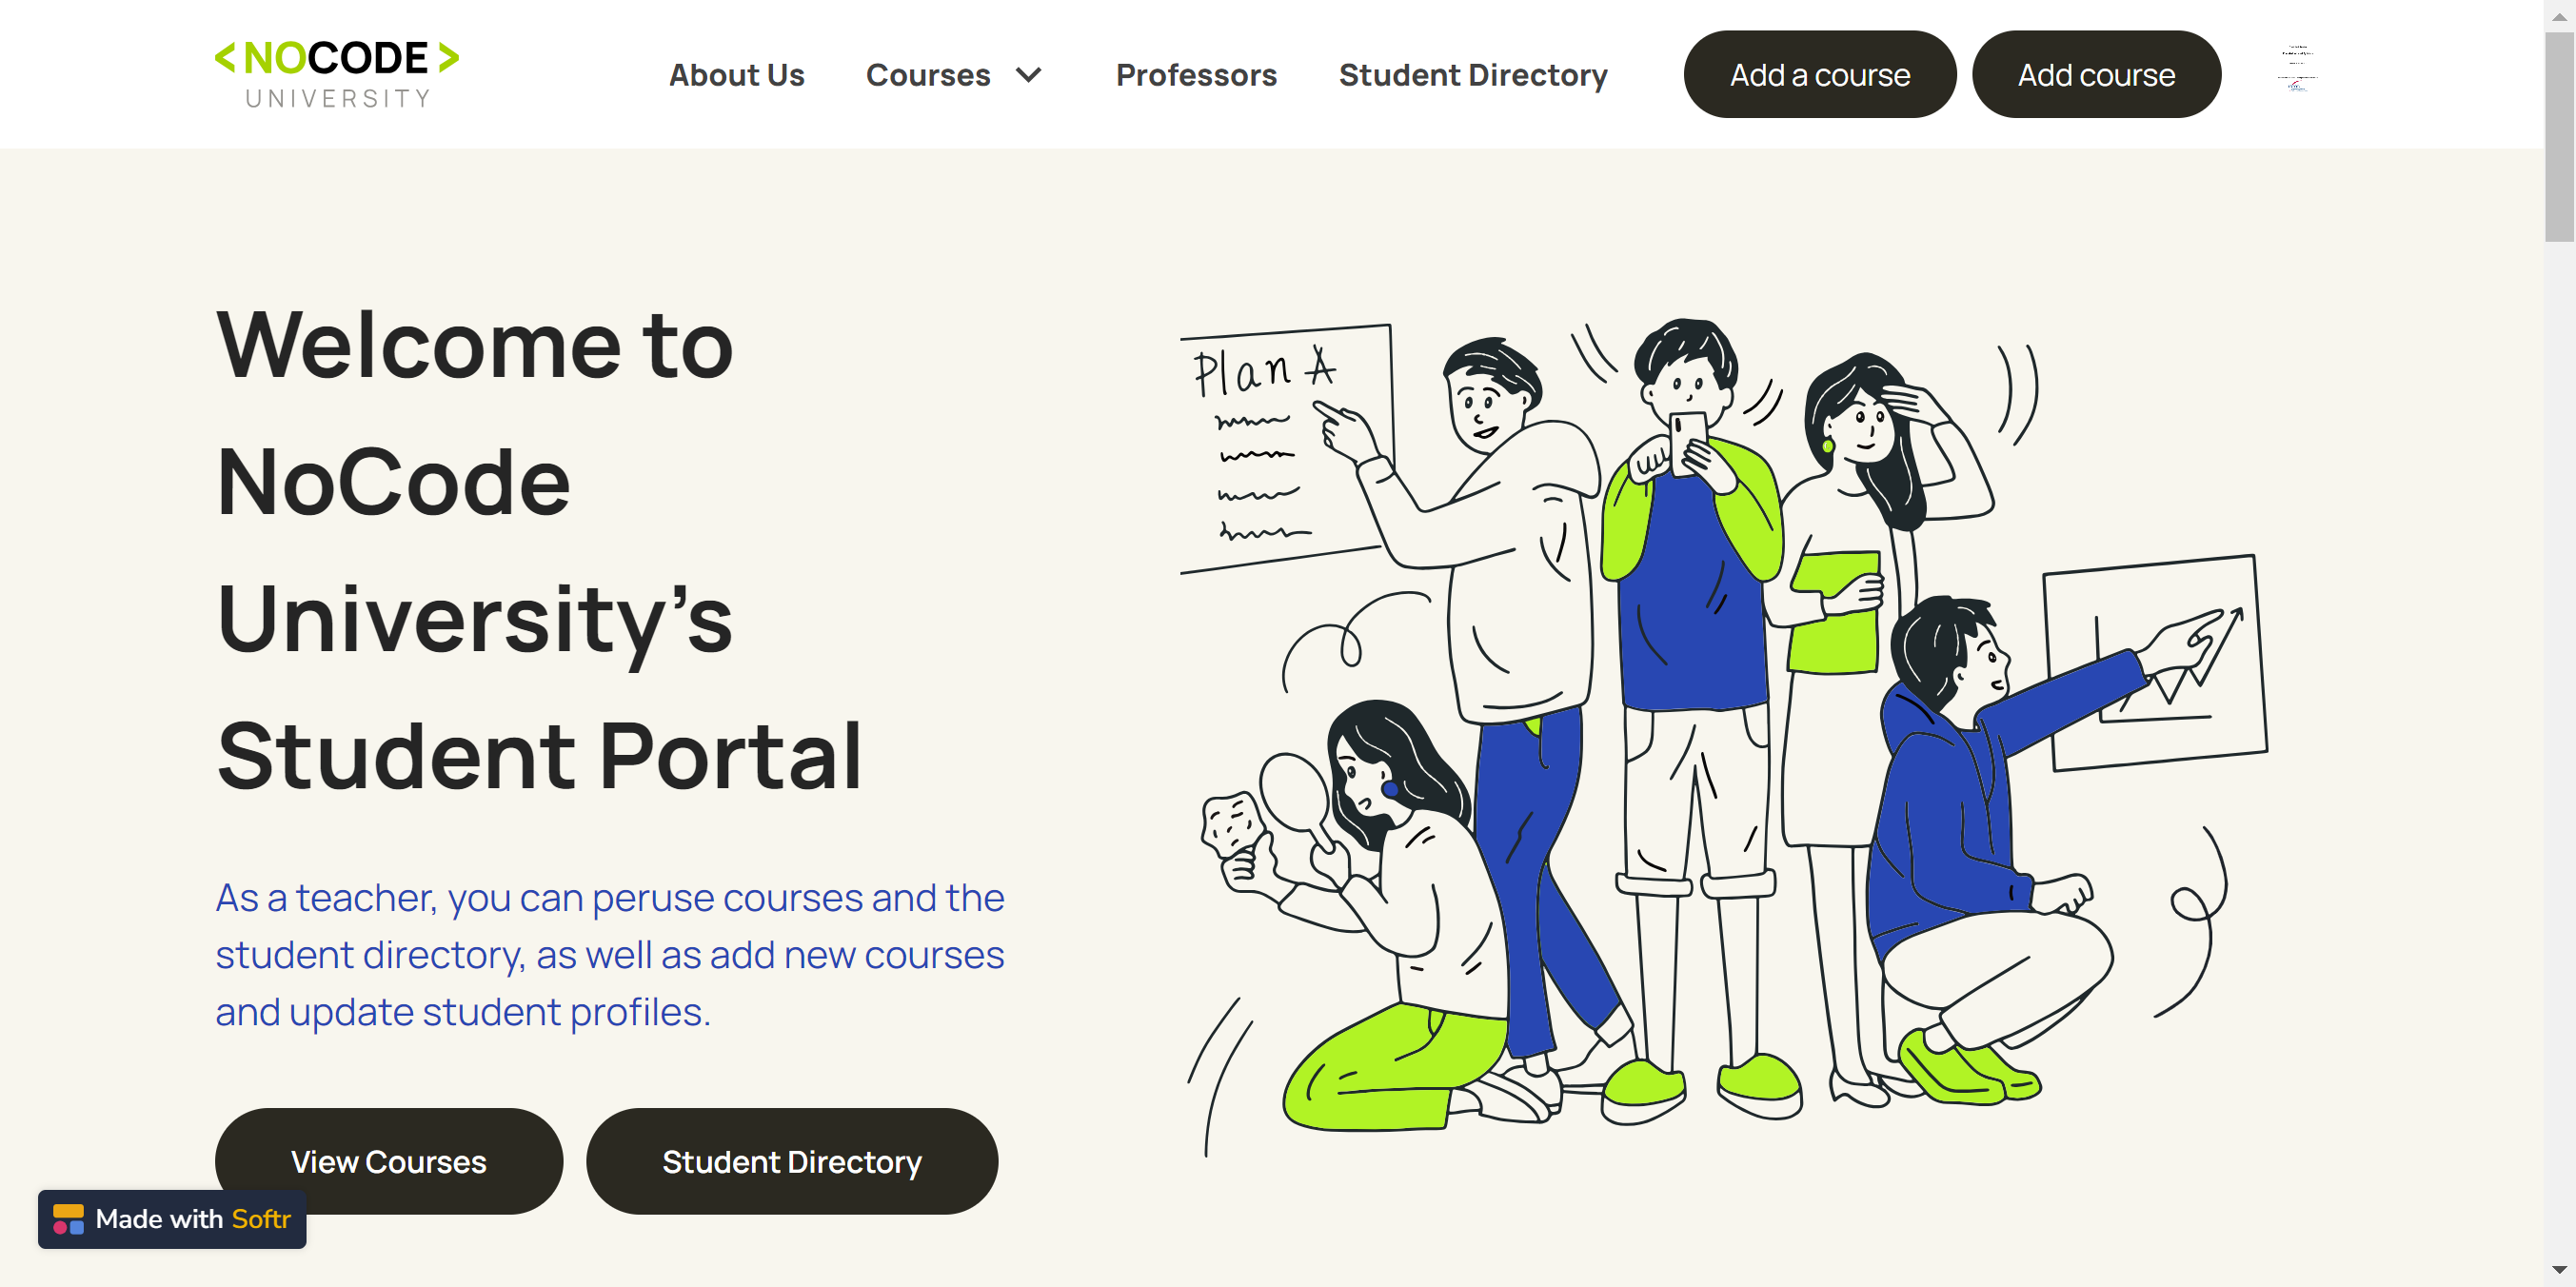 <NOCODE>
UNIVERSITY
About Us
Courses
Professors
Student Directory
Add a course
Add course
Welcome to
NoCode
University’s
Student Portal
As a teacher, you can peruse courses and the
student directory, as well as add new courses
and update student profiles.
View Courses
Student Directory
Made with Softr
Plan A